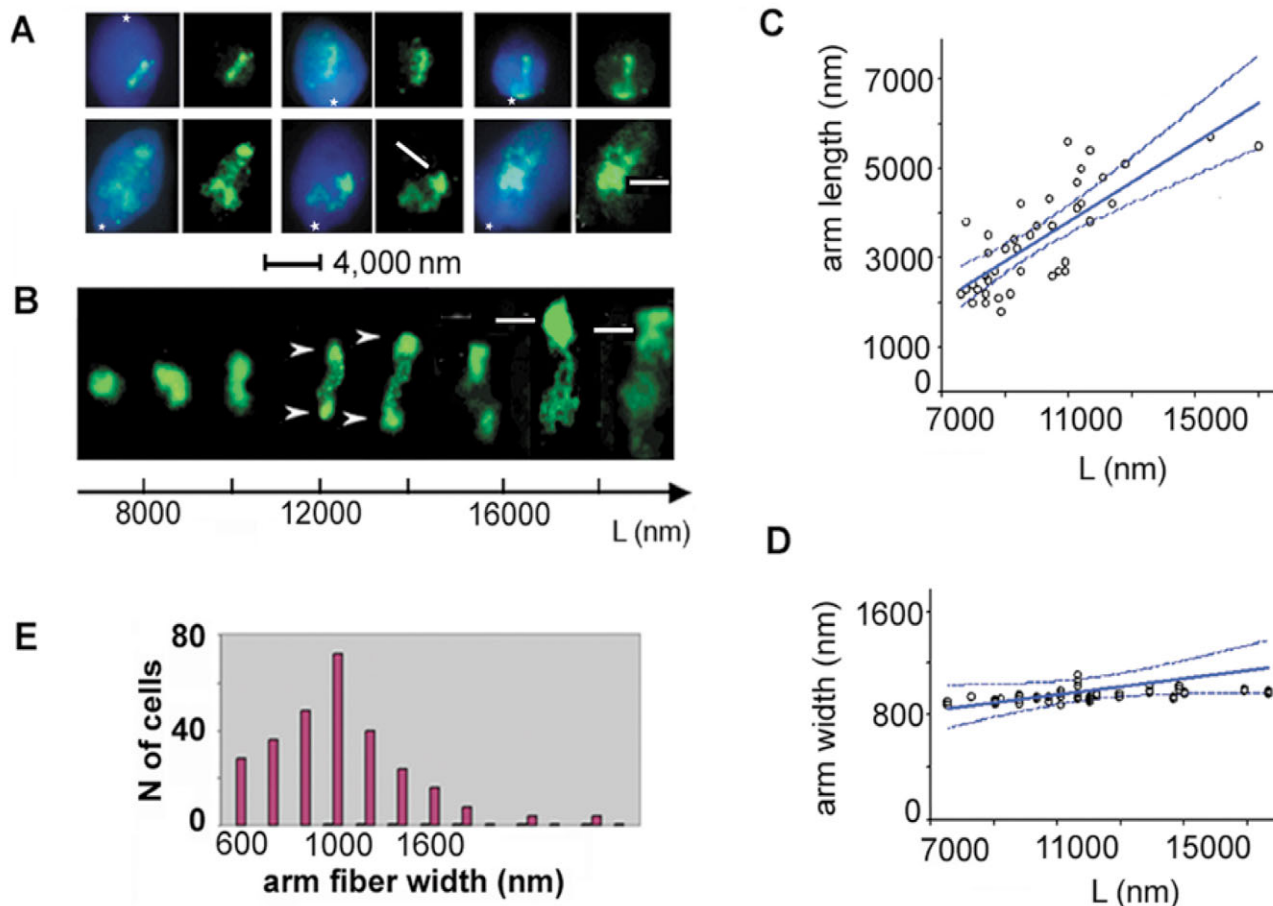 A
4,000 nm
B
8000 12000 16000
L (nm)
C
arm length (nm)
7000
5000
3000
1000
0
7000 11000 15000
L (nm)
D
arm width (nm)
1600
800
0
7000 11000 15000
L (nm)
E
N of cells
80
40
0
600 1000 1600
arm fiber width (nm)